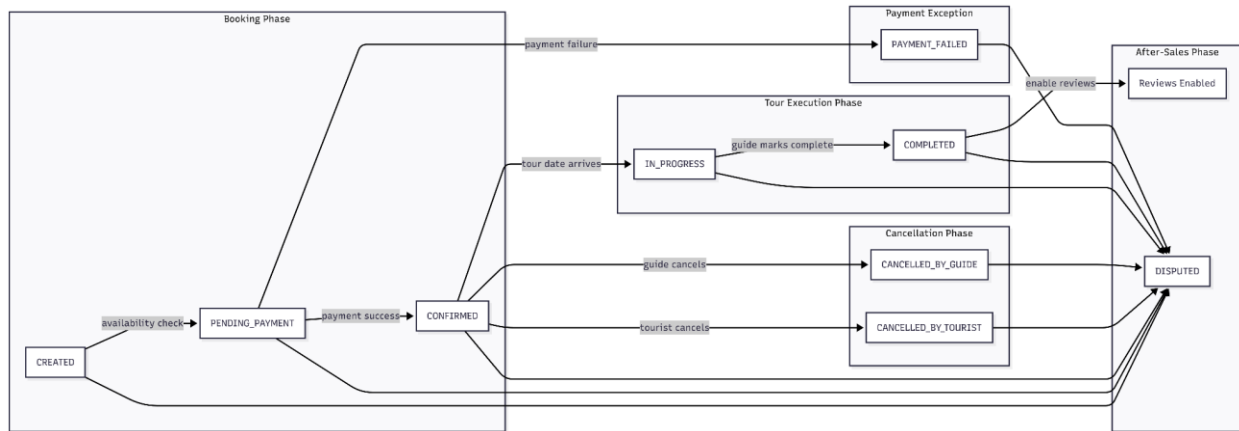 Booking Phase
Payment Exception
payment failure
PAYMENT_FAILED
After-Sales Phase
enable reviews
Reviews Enabled
Tour Execution Phase
tour date arrives
IN_PROGRESS
guide marks complete
COMPLETED
Cancellation Phase
guide cancels
CANCELLED_BY_GUIDE
DISPUTED
availability check
PENDING_PAYMENT
payment success
CONFIRMED
tourist cancels
CANCELLED_BY_TOURIST
CREATED